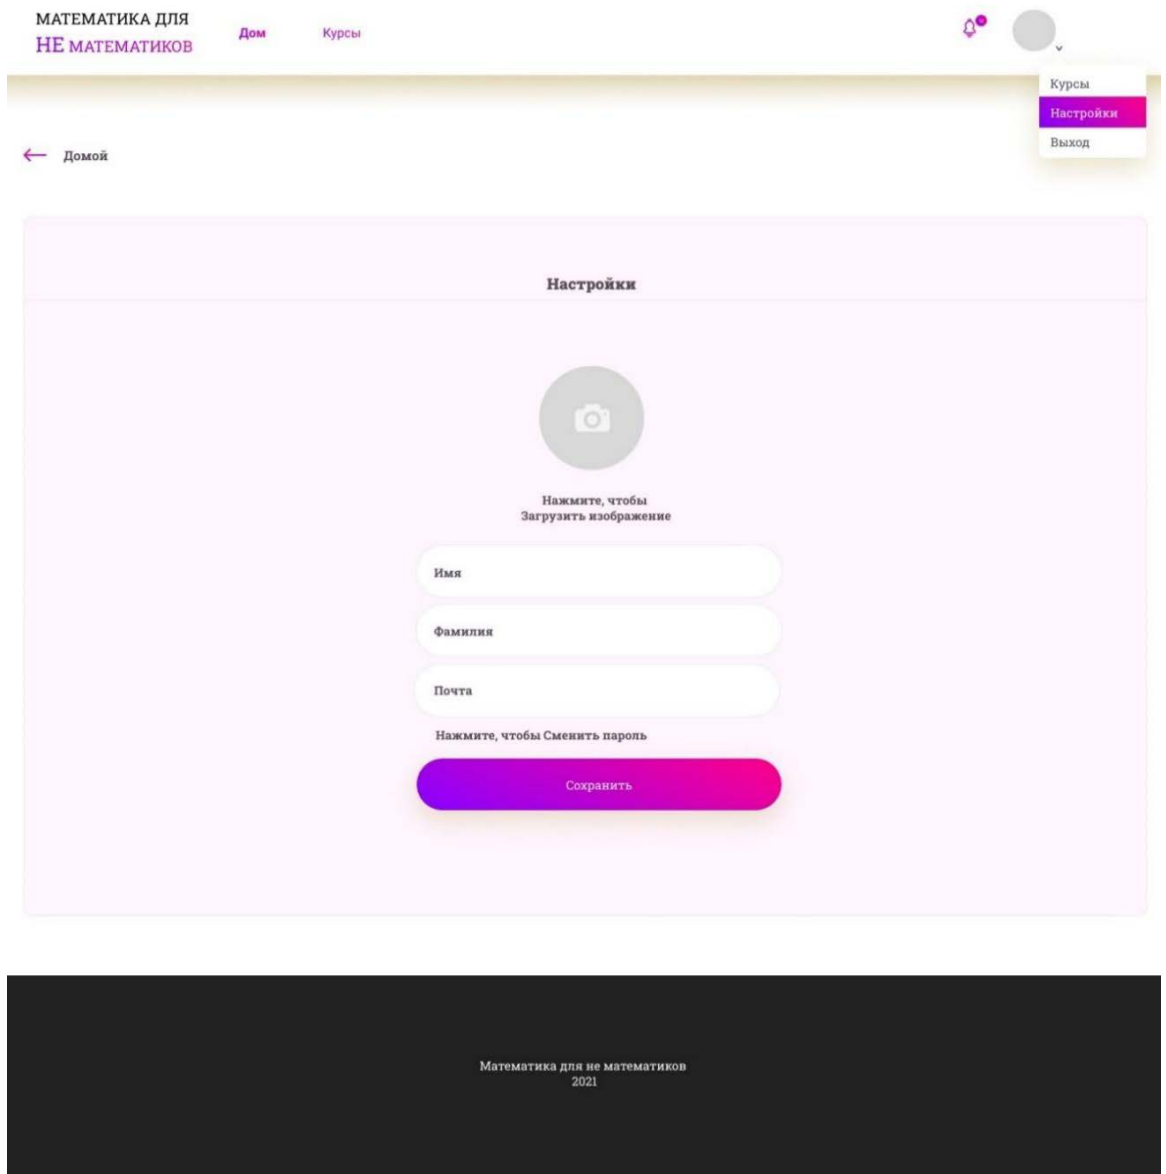 МАТЕМАТИКА ДЛЯ
НЕ МАТЕМАТИКОВ
Дом
Курсы
Курсы
Настройки
Выход
Домой
Настройки
Нажмите, чтобы
Загрузить изображение
Имя
Фамилия
Почта
Нажмите, чтобы Сменить пароль
Сохранить
Математика для не математиков
2021